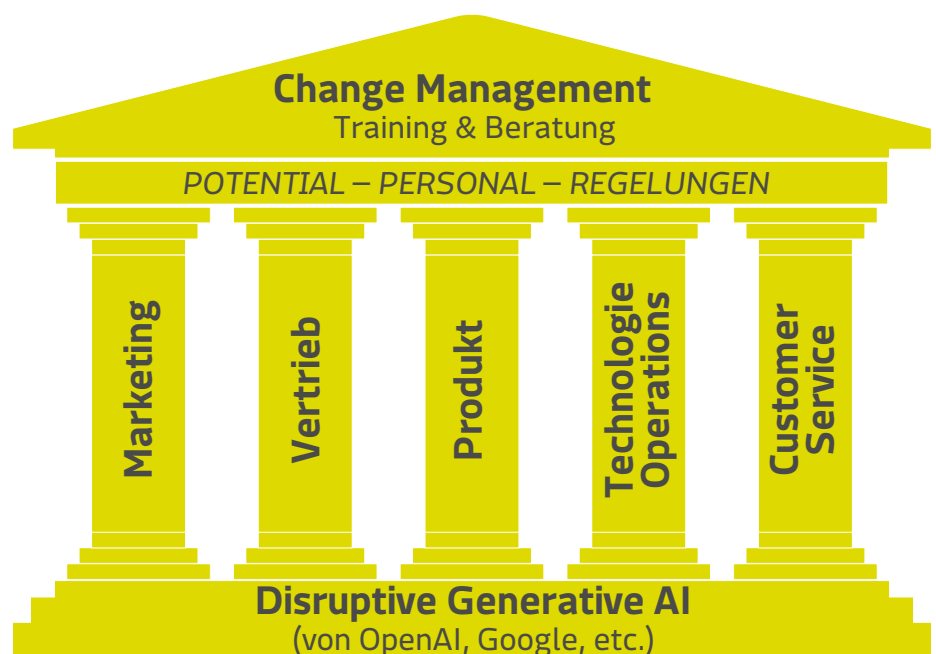 Change Management
Training & Beratung
POTENTIAL – PERSONAL – REGELUNGEN
Marketing
Vertrieb
Produkt
Technologie
Operations
Customer
Service
Disruptive Generative AI
(von OpenAI, Google, etc.)